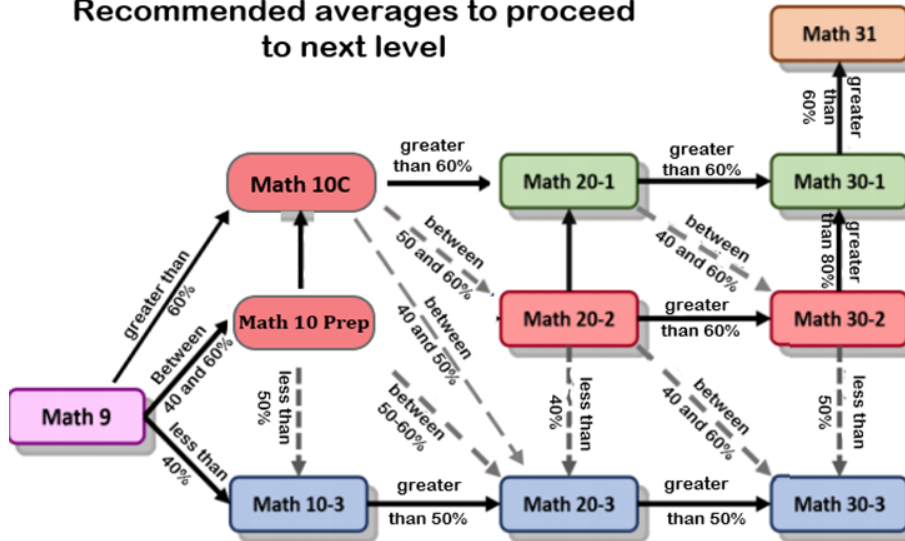 Recommended averages to proceed
to next level
Math 31
greater
than
60%
Math 10C
greater
than 60%
Math 20-1
greater
than 60%
Math 30-1
greater than
60%
between
50 and 60%
between
40 and 60%
greater
than 80%
Math 10 Prep
Between
40 and 60%
between
40 and 50%
Math 20-2
greater
than 60%
Math 30-2
Math 9
less than
40%
less than
50%
between
50-60%
less than
40%
between
40 and 60%
less than
50%
Math 10-3
greater
than 50%
Math 20-3
greater
than 50%
Math 30-3